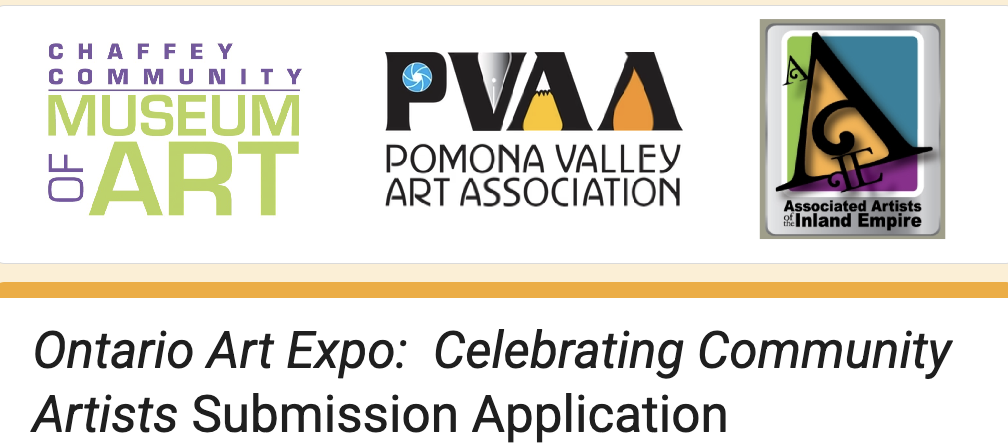 CHAFFEY
COMMUNITY
MUSEUM
OF ART
PVAA
POMONA VALLEY
ART ASSOCIATION
AACIE
Associated Artists
of the Inland Empire
Ontario Art Expo:  Celebrating Community
Artists Submission Application